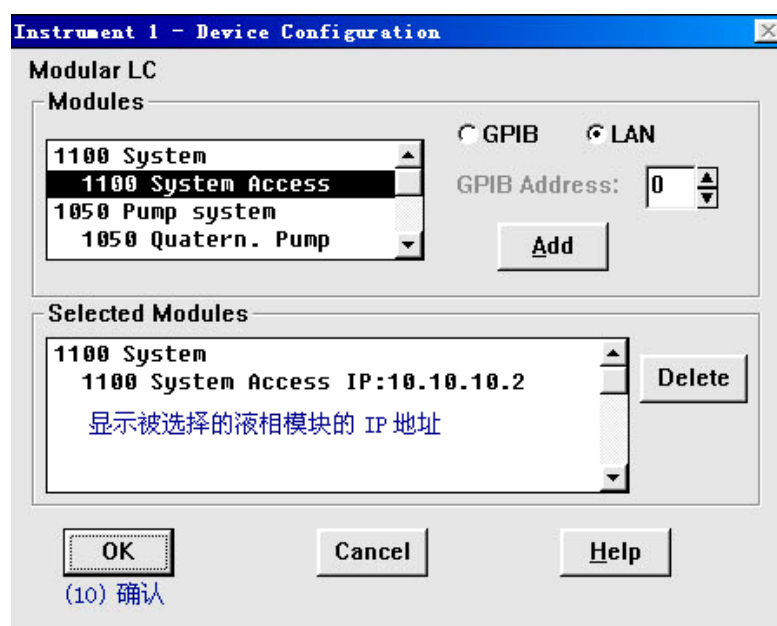 Instrument 1 - Device Configuration
Modular LC
Modules
GPIB LAN
1100 System
1100 System Access
GPIB Address: 0
1050 Pump system
1050 Quatern. Pump
Add
Selected Modules
1100 System
1100 System Access IP:10.10.10.2
Delete
显示被选择的液相模块的 IP 地址
OK Cancel Help
(10) 确认